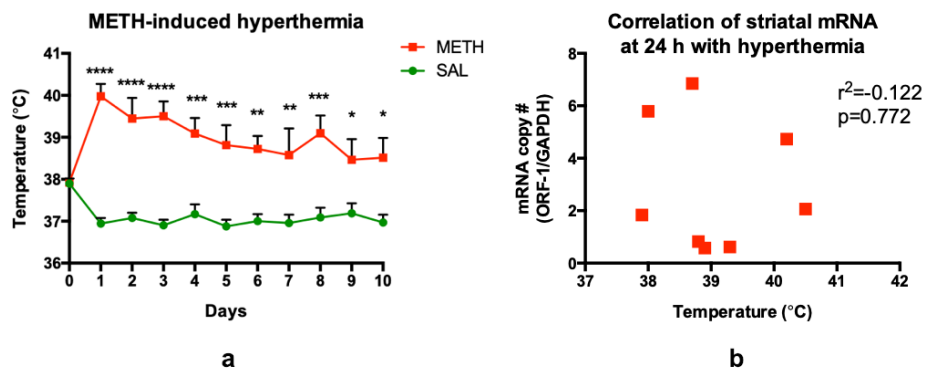 METH-induced hyperthermia
METH
SAL
Temperature (°C)
41
40
39
38
37
36
****
****
****
***
***
**
**
***
*
*
0 1 2 3 4 5 6 7 8 9 10
Days
a
Correlation of striatal mRNA
at 24 h with hyperthermia
r²=-0.122
p=0.772
mRNA copy #
(ORF-1/GAPDH)
8
6
4
2
0
37 38 39 40 41 42
Temperature (°C)
b